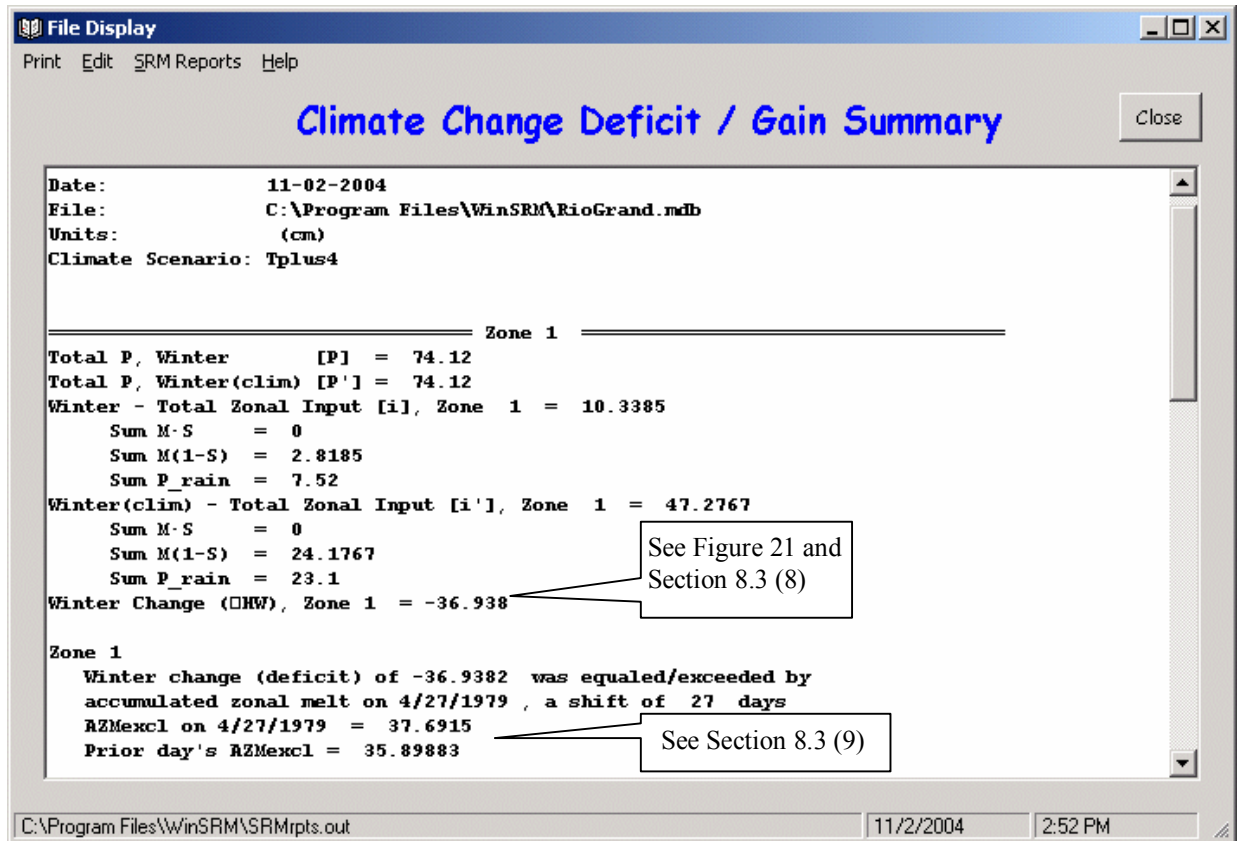 File Display
Print Edit SRM Reports Help
Climate Change Deficit / Gain Summary
Close
Date: 11-02-2004
File: C:\Program Files\WinSRM\RioGrand.mdb
Units: (cm)
Climate Scenario: Tplus4
Zone 1
Total P, Winter [P] = 74.12
Total P, Winter(clim) [P'] = 74.12
Winter - Total Zonal Input [i], Zone 1 = 10.3385
Sum M·S = 0
Sum M(1-S) = 2.8185
Sum P_rain = 7.52
Winter(clim) - Total Zonal Input [i'], Zone 1 = 47.2767
Sum M·S = 0
Sum M(1-S) = 24.1767
Sum P_rain = 23.1
Winter Change (□HW), Zone 1 = -36.938
See Figure 21 and
Section 8.3 (8)
Zone 1
Winter change (deficit) of -36.9382 was equaled/exceeded by
accumulated zonal melt on 4/27/1979 , a shift of 27 days
AZMexcl on 4/27/1979 = 37.6915
Prior day's AZMexcl = 35.89883
See Section 8.3 (9)
C:\Program Files\WinSRM\SRMrpts.out 11/2/2004 2:52 PM